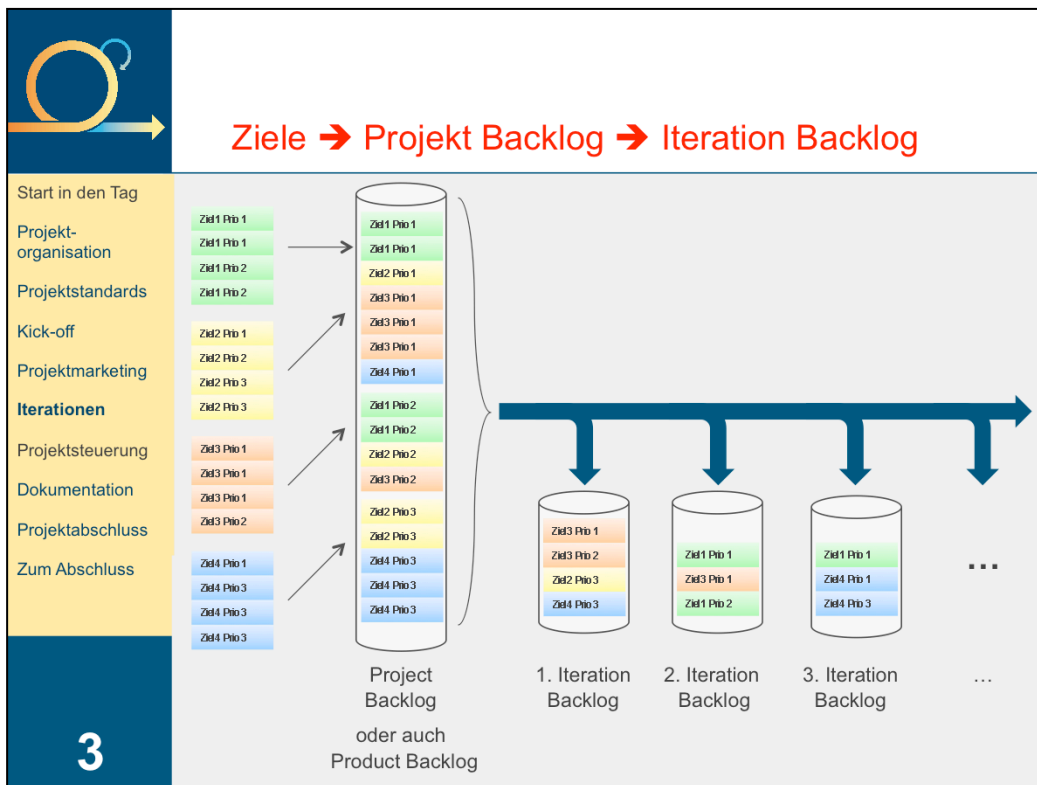 Ziele ➔ Projekt Backlog ➔ Iteration Backlog
Start in den Tag
Projekt-
organisation
Projektstandards
Kick-off
Projektmarketing
Iterationen
Projektsteuerung
Dokumentation
Projektabschluss
Zum Abschluss
3
Ziel1 Prio 1
Ziel1 Prio 1
Ziel1 Prio 2
Ziel1 Prio 2
Ziel2 Prio 1
Ziel2 Prio 2
Ziel2 Prio 3
Ziel2 Prio 3
Ziel3 Prio 1
Ziel3 Prio 1
Ziel3 Prio 1
Ziel3 Prio 2
Ziel4 Prio 1
Ziel4 Prio 3
Ziel4 Prio 3
Ziel4 Prio 3
Ziel1 Prio 1
Ziel1 Prio 1
Ziel2 Prio 1
Ziel3 Prio 1
Ziel3 Prio 1
Ziel3 Prio 1
Ziel4 Prio 1
Ziel1 Prio 2
Ziel1 Prio 2
Ziel2 Prio 2
Ziel3 Prio 2
Ziel2 Prio 3
Ziel2 Prio 3
Ziel4 Prio 3
Ziel4 Prio 3
Ziel4 Prio 3
Project
Backlog
oder auch
Product Backlog
Ziel3 Prio 1
Ziel3 Prio 2
Ziel2 Prio 3
Ziel4 Prio 3
1. Iteration
Backlog
Ziel1 Prio 1
Ziel3 Prio 1
Ziel1 Prio 2
2. Iteration
Backlog
Ziel1 Prio 1
Ziel4 Prio 1
Ziel4 Prio 3
3. Iteration
Backlog
...
...